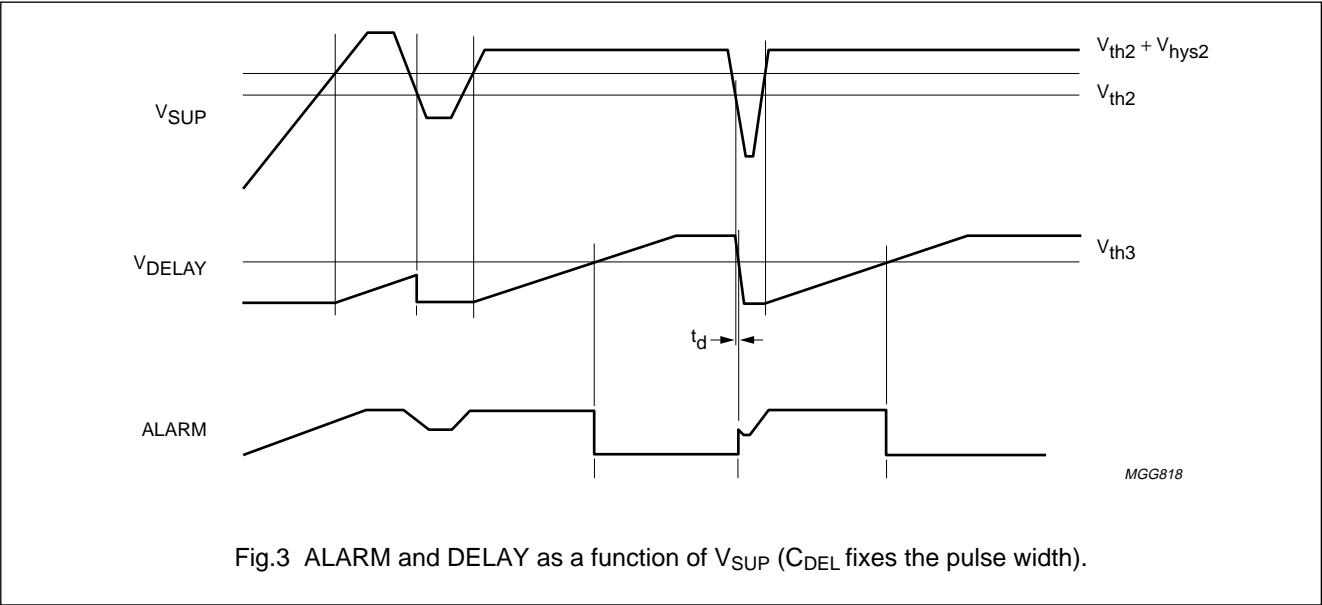 V_th2 + V_hys2
V_th2
V_SUP
V_DELAY
V_th3
t_d
ALARM
MGG818
Fig.3 ALARM and DELAY as a function of V_SUP (C_DEL fixes the pulse width).